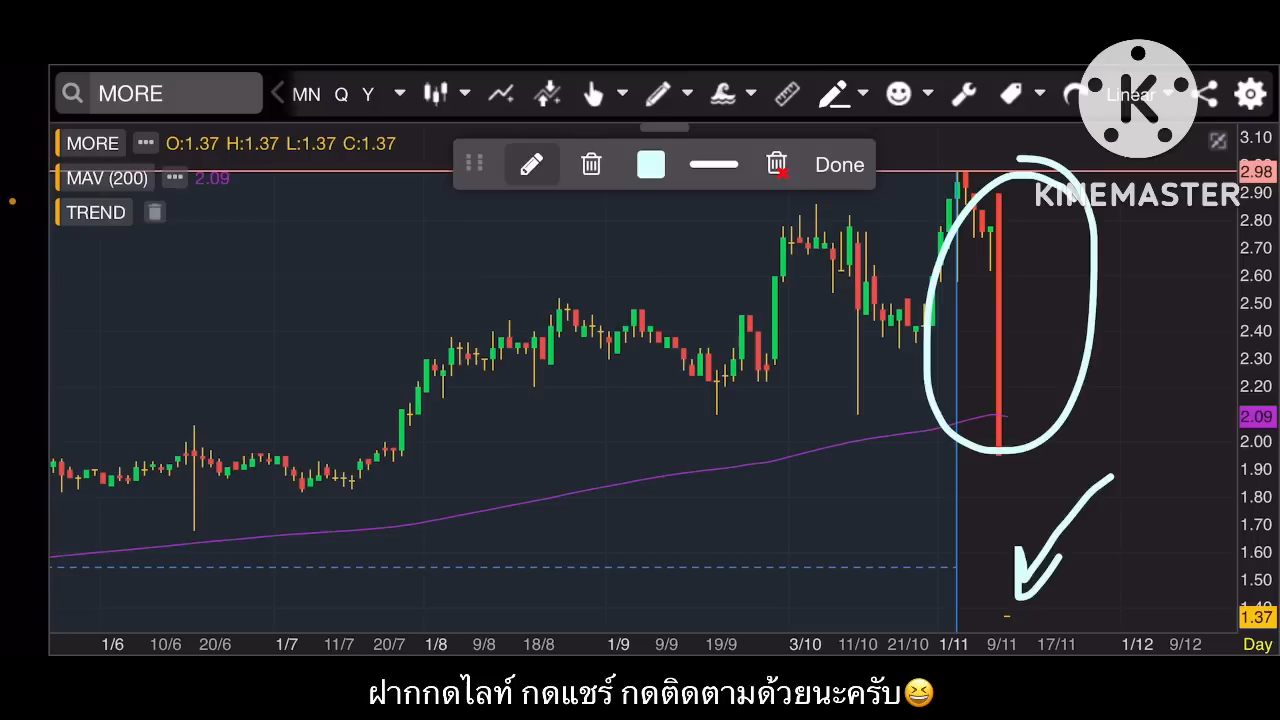 MORE
MN Q Y
Linear
MORE O:1.37 H:1.37 L:1.37 C:1.37
Done
MAV (200) 2.09
TREND
KINEMASTER
3.10
2.98
2.90
2.80
2.70
2.60
2.50
2.40
2.30
2.20
2.09
2.00
1.90
1.80
1.70
1.60
1.50
1.40
1.37
1/6 10/6 20/6 1/7 11/7 20/7 1/8 9/8 18/8 1/9 9/9 19/9 3/10 11/10 21/10 1/11 9/11 17/11 1/12 9/12 Day
ฝากกดไลท์ กดแชร์ กดติดตามด้วยนะครับ😆